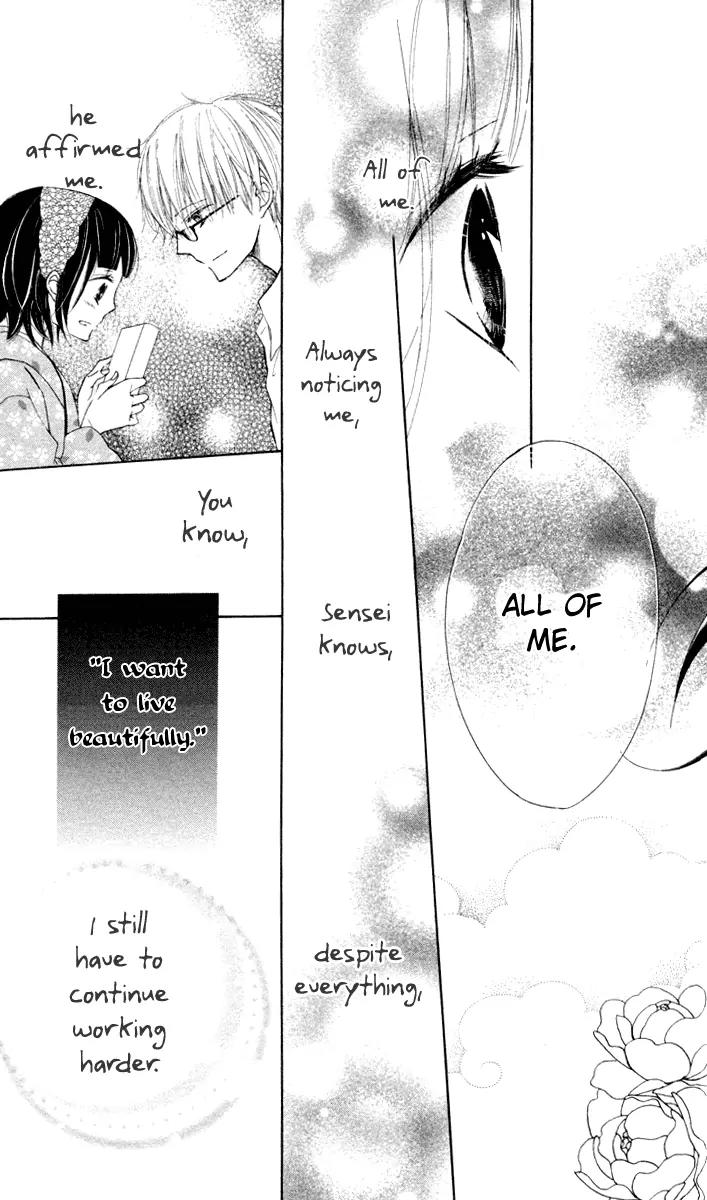 ALL OF
ME.
All of
me.
Always
noticing
me,
Sensei
knows,
despite
everything,
he
affirmed
me.
You
know,
"I want
to live
beautifully."
I still
have to
continue
working
harder.